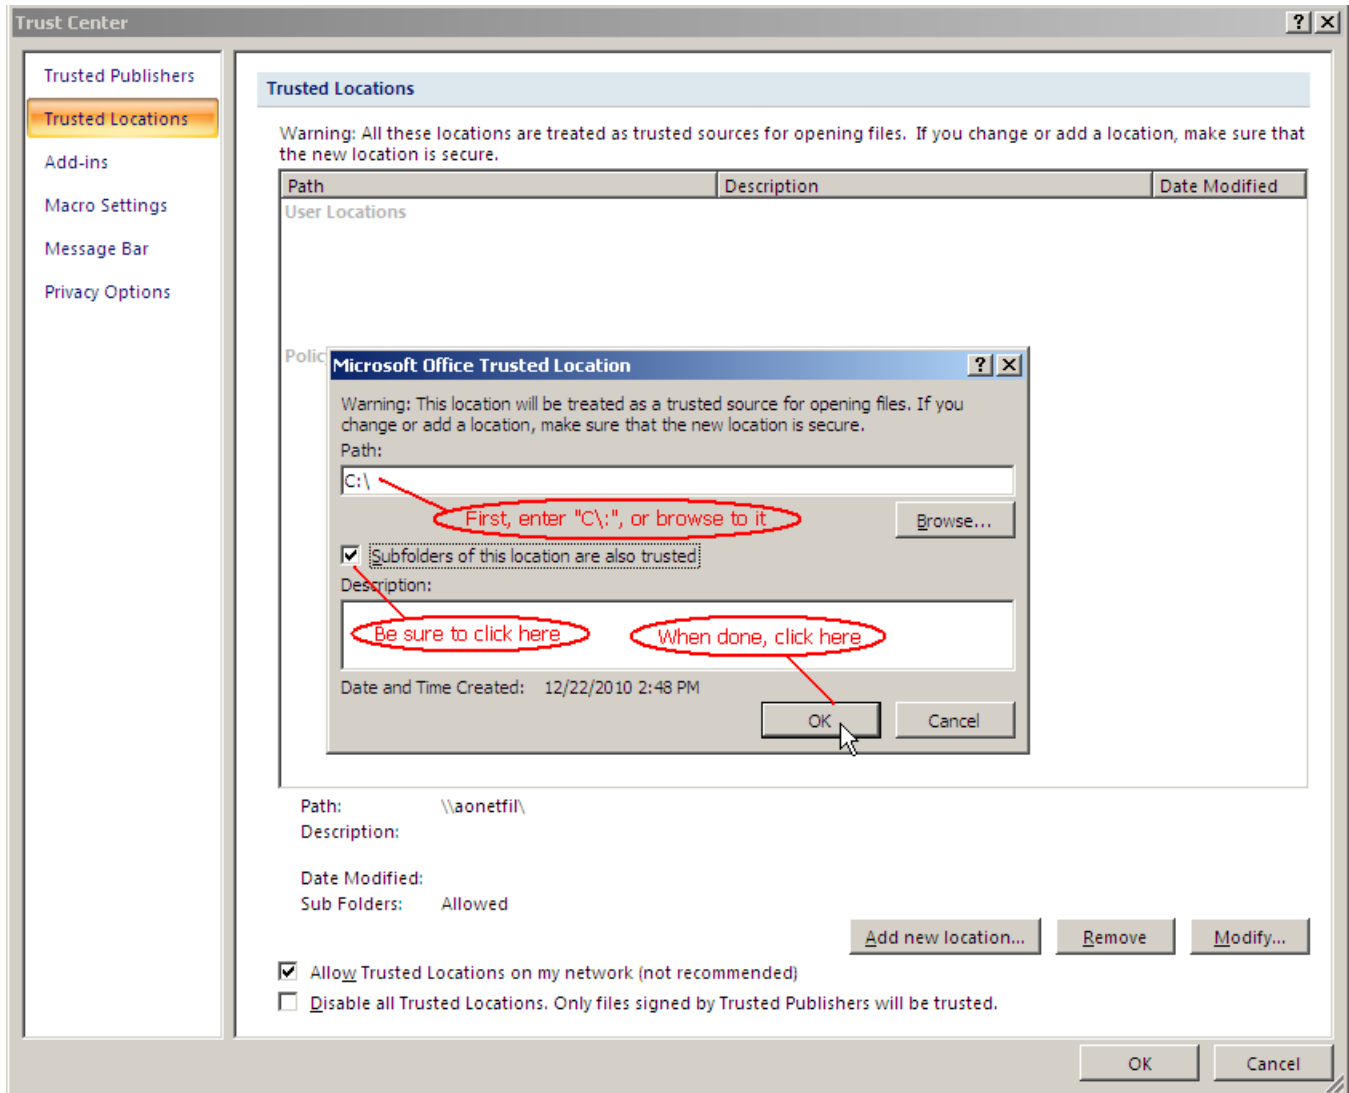 Trust Center
Trusted Publishers
Trusted Locations
Add-ins
Macro Settings
Message Bar
Privacy Options
Trusted Locations
Warning: All these locations are treated as trusted sources for opening files. If you change or add a location, make sure that
the new location is secure.
Path Description Date Modified
User Locations
Polic
Microsoft Office Trusted Location
Warning: This location will be treated as a trusted source for opening files. If you
change or add a location, make sure that the new location is secure.
Path:
C:\
First, enter "C\:", or browse to it
Browse...
Subfolders of this location are also trusted
Description:
Be sure to click here
When done, click here
Date and Time Created: 12/22/2010 2:48 PM
OK Cancel
Path: \\aonetfil\
Description:
Date Modified:
Sub Folders: Allowed
Add new location... Remove Modify...
Allow Trusted Locations on my network (not recommended)
Disable all Trusted Locations. Only files signed by Trusted Publishers will be trusted.
OK Cancel